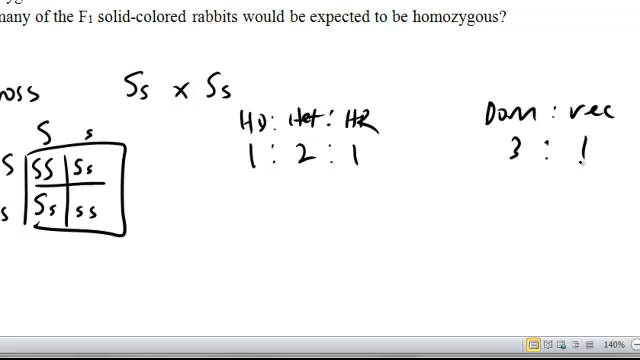 many of the F₁ solid-colored rabbits would be expected to be homozygous?
oss Ss x Ss
HD : Het : HR Dom : rec
1 : 2 : 1 3 : 1
S s
S SS Ss
s Ss ss
140%